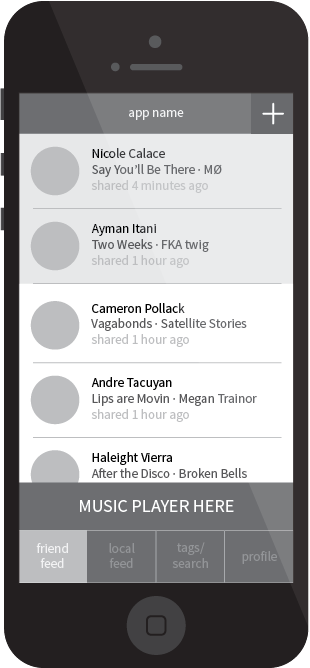 app name
Nicole Calace
Say You'll Be There · MØ
shared 4 minutes ago
Ayman Itani
Two Weeks · FKA twig
shared 1 hour ago
Cameron Pollack
Vagabonds · Satellite Stories
shared 1 hour ago
Andre Tacuyan
Lips are Movin · Megan Trainor
shared 1 hour ago
Haleight Vierra
After the Disco · Broken Bells
MUSIC PLAYER HERE
friend
feed
local
feed
tags/
search
profile